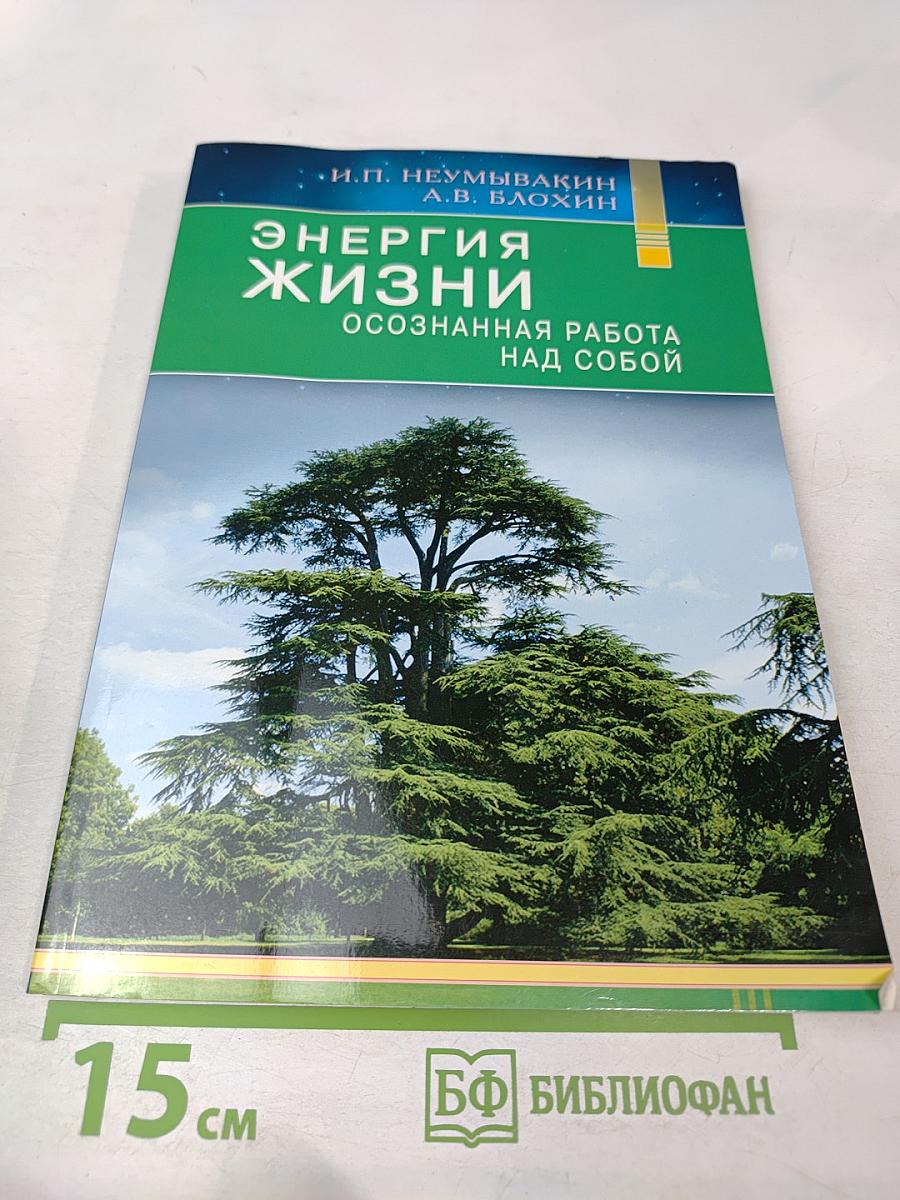 И.П. НЕУМЫВАКИН
А.В. БЛОХИН
ЭНЕРГИЯ
ЖИЗНИ
ОСОЗНАННАЯ РАБОТА
НАД СОБОЙ
15 см
БФ БИБЛИОФАН